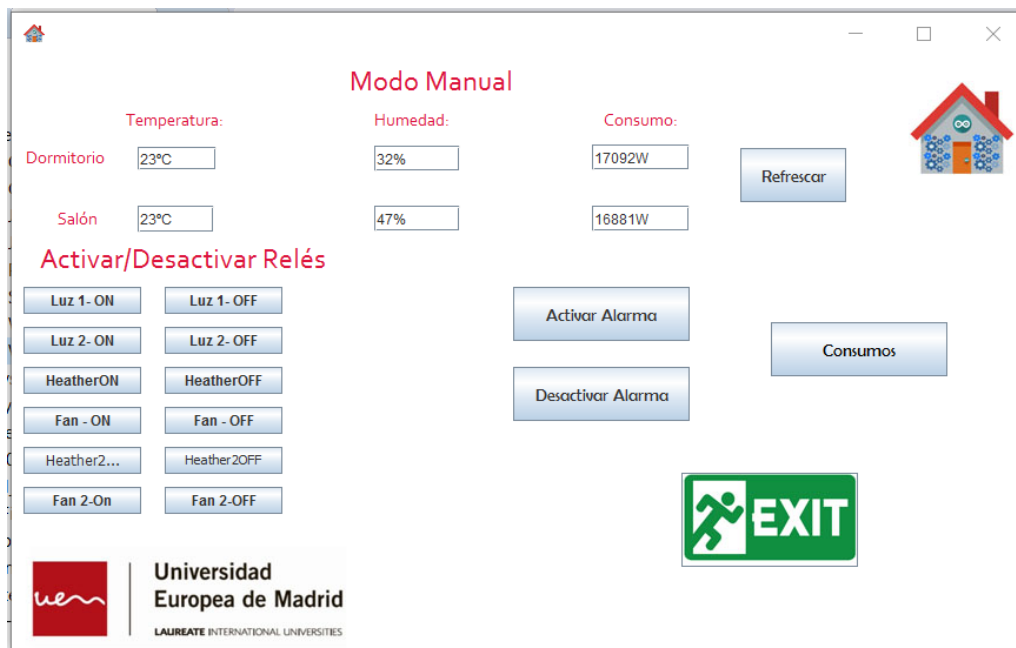 Modo Manual
Temperatura: Humedad: Consumo:
Dormitorio 23ºC 32% 17092W
Refrescar
Salón 23ºC 47% 16881W
Activar/Desactivar Relés
Luz 1- ON Luz 1- OFF
Activar Alarma
Luz 2- ON Luz 2- OFF
Consumos
HeatherON HeatherOFF
Desactivar Alarma
Fan - ON Fan - OFF
Heather2... Heather2OFF
Fan 2-On Fan 2-OFF
EXIT
uem
Universidad
Europea de Madrid
LAUREATE INTERNATIONAL UNIVERSITIES